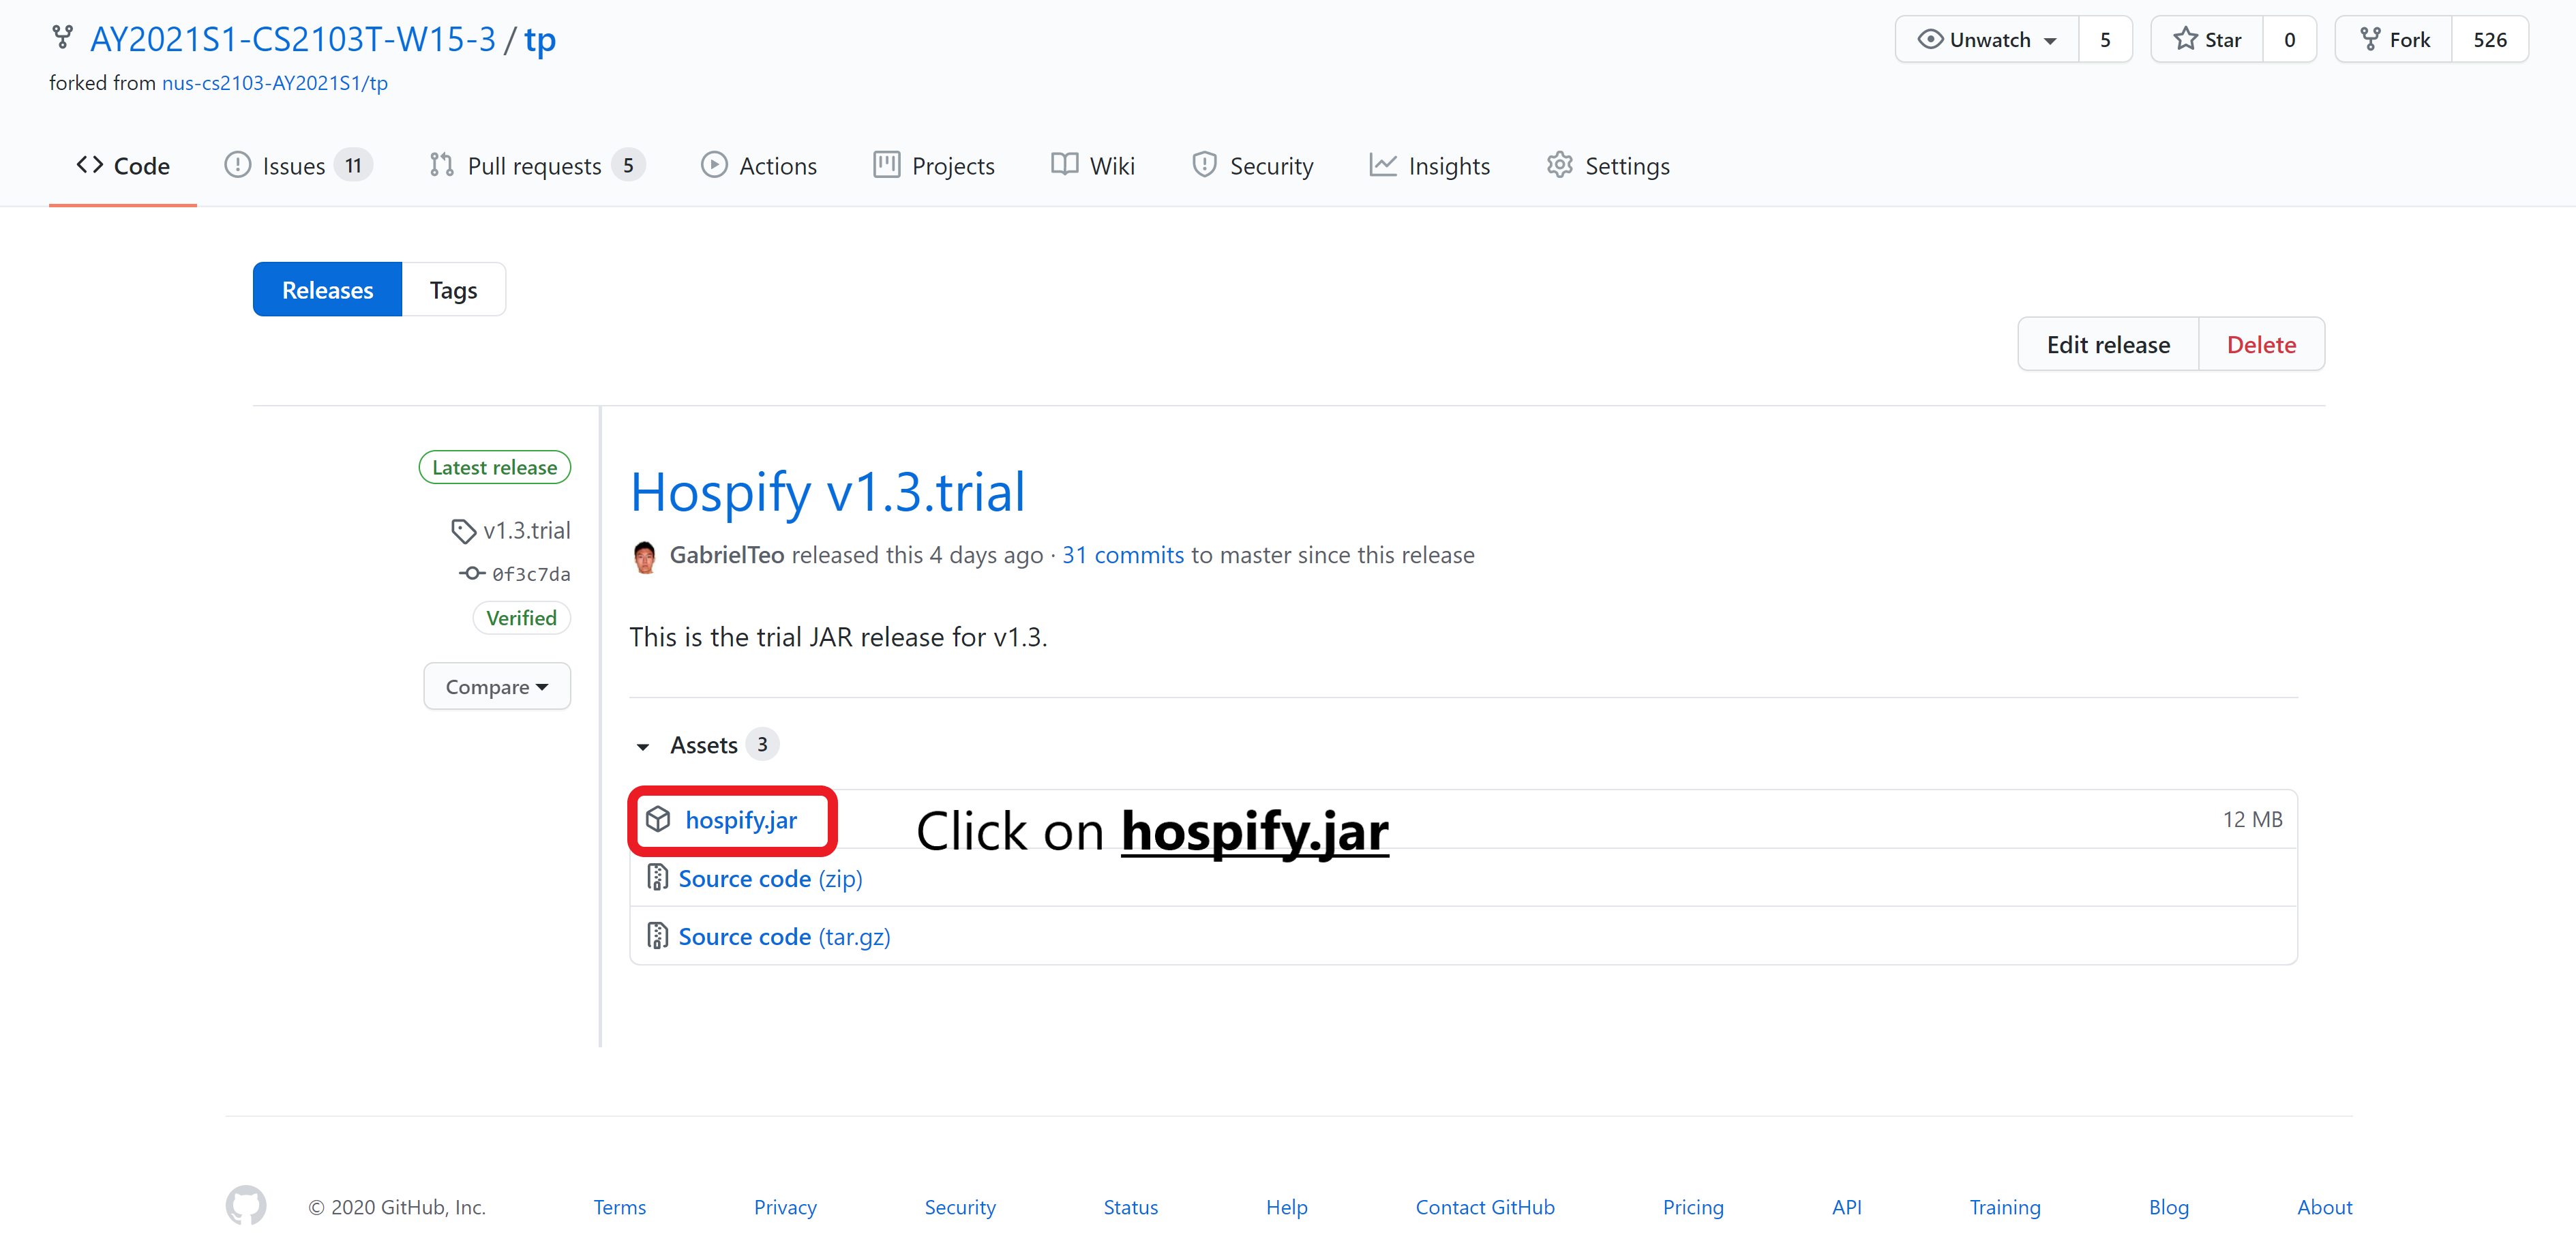 AY2021S1-CS2103T-W15-3 / tp
Unwatch 5 Star 0 Fork 526
forked from nus-cs2103-AY2021S1/tp
Code Issues 11 Pull requests 5 Actions Projects Wiki Security Insights Settings
Releases Tags
Edit release Delete
Latest release
v1.3.trial
0f3c7da
Verified
Compare
Hospify v1.3.trial
GabrielTeo released this 4 days ago · 31 commits to master since this release
This is the trial JAR release for v1.3.
Assets 3
hospify.jar Click on hospify.jar 12 MB
Source code (zip)
Source code (tar.gz)
© 2020 GitHub, Inc. Terms Privacy Security Status Help Contact GitHub Pricing API Training Blog About